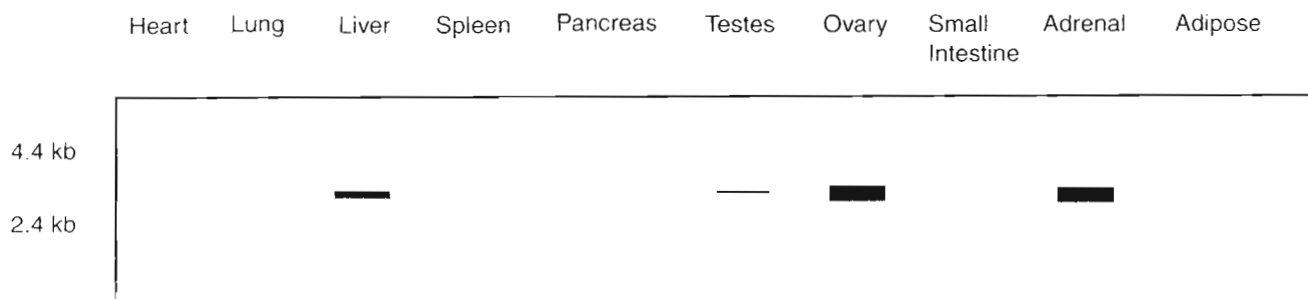 Heart Lung Liver Spleen Pancreas Testes Ovary Small Intestine Adrenal Adipose
4.4 kb
2.4 kb